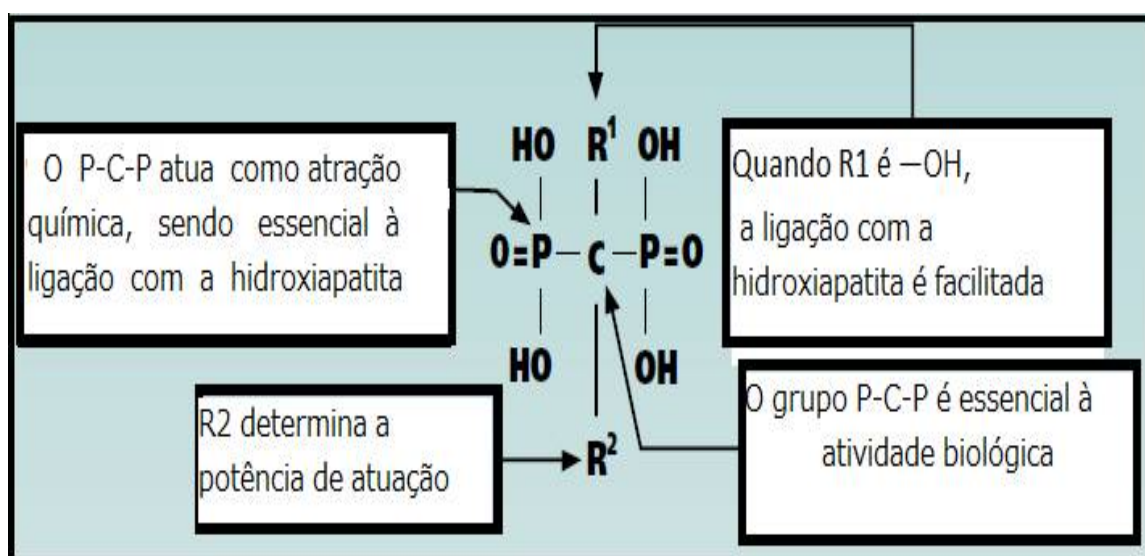 O P-C-P atua como atração
química, sendo essencial à
ligação com a hidroxiapatita
HO R¹ OH
O=P—C—P=O
HO OH
R²
Quando R1 é —OH,
a ligação com a
hidroxiapatita é facilitada
R2 determina a
potência de atuação
O grupo P-C-P é essencial à
atividade biológica